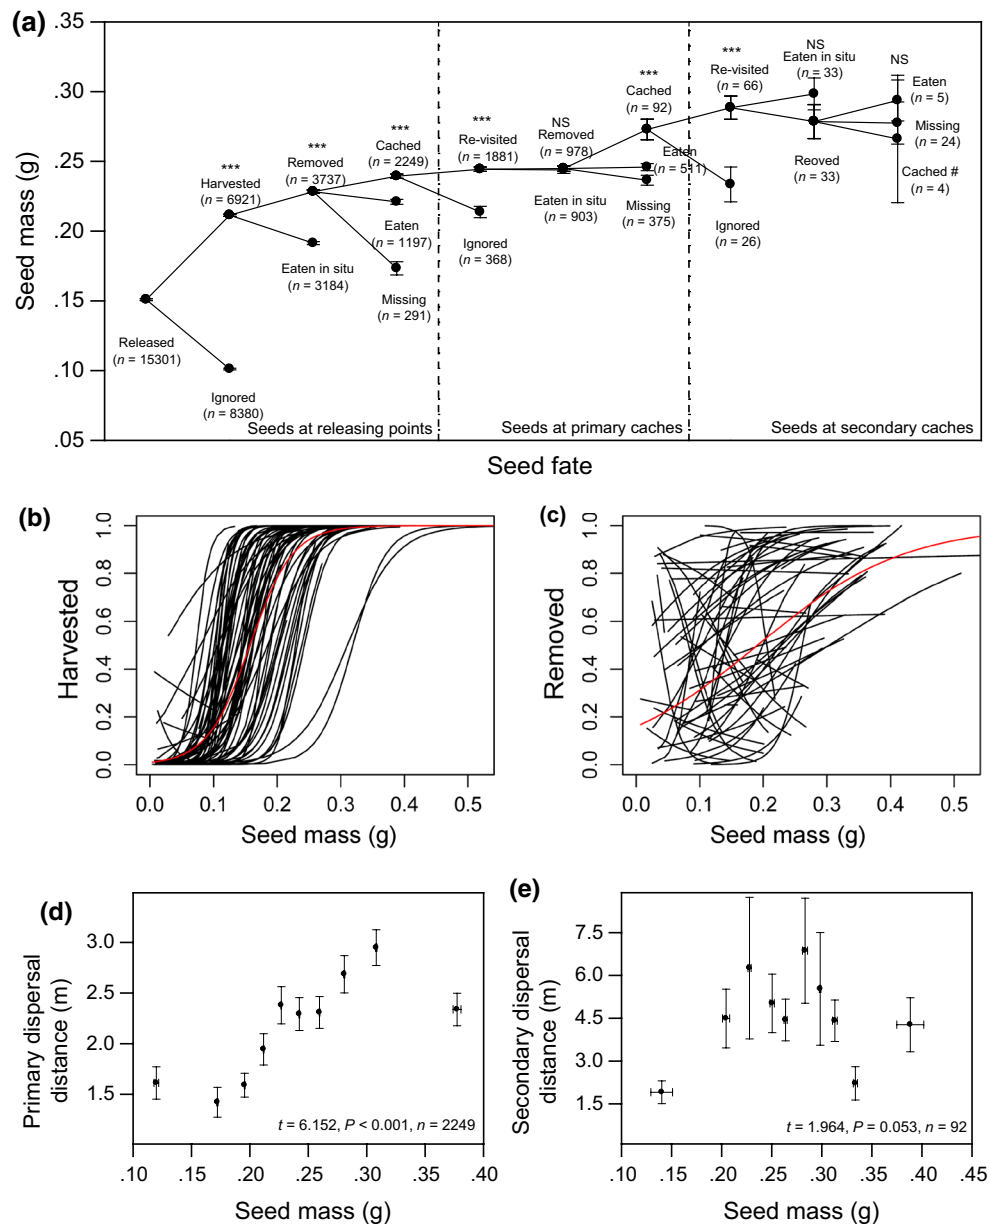 (a)
Seed mass (g)
.35
.30
.25
.20
.15
.10
.05
Released
(n = 15301)
***
Harvested
(n = 6921)
Ignored
(n = 8380)
***
Removed
(n = 3737)
Eaten in situ
(n = 3184)
***
Cached
(n = 2249)
Eaten
(n = 1197)
Missing
(n = 291)
Seeds at releasing points
***
Re-visited
(n = 1881)
Ignored
(n = 368)
NS
Removed
(n = 978)
Eaten in situ
(n = 903)
***
Cached
(n = 92)
Eaten
(n = 511)
Missing
(n = 375)
Seeds at primary caches
***
Re-visited
(n = 66)
Ignored
(n = 26)
NS
Eaten in situ
(n = 33)
Reoved
(n = 33)
NS
Eaten
(n = 5)
Missing
(n = 24)
Cached #
(n = 4)
Seeds at secondary caches
Seed fate
(b)
Harvested
1.0
0.8
0.6
0.4
0.2
0.0
0.0 0.1 0.2 0.3 0.4 0.5
Seed mass (g)
(c)
Removed
1.0
0.8
0.6
0.4
0.2
0.0
0.0 0.1 0.2 0.3 0.4 0.5
Seed mass (g)
(d)
Primary dispersal
distance (m)
3.0
2.5
2.0
1.5
t = 6.152, P < 0.001, n = 2249
.10 .15 .20 .25 .30 .35 .40
Seed mass (g)
(e)
Secondary dispersal
distance (m)
7.5
6.0
4.5
3.0
1.5
t = 1.964, P = 0.053, n = 92
.10 .15 .20 .25 .30 .35 .40 .45
Seed mass (g)